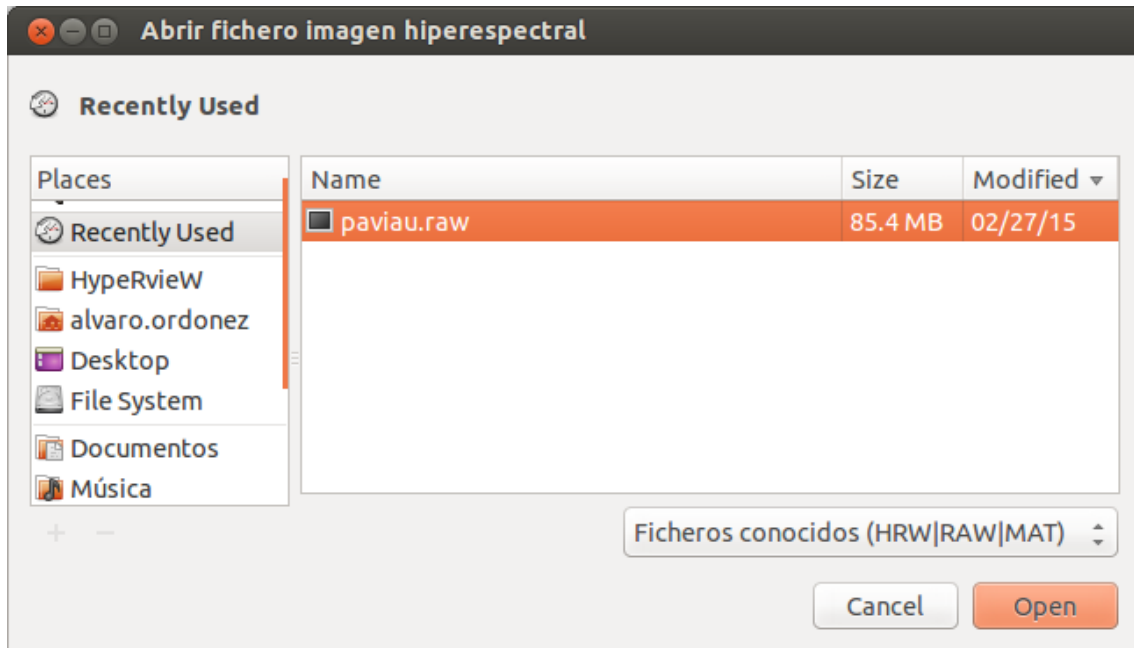 Abrir fichero imagen hiperespectral
Recently Used
Places
Name Size Modified
Recently Used
paviau.raw 85.4 MB 02/27/15
HypeRvieW
alvaro.ordonez
Desktop
File System
Documentos
Música
Ficheros conocidos (HRW|RAW|MAT)
Cancel Open